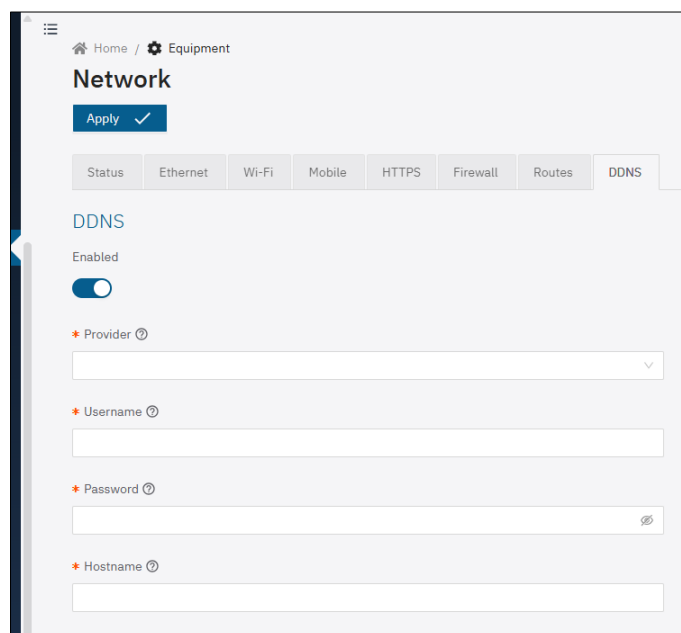 Home / Equipment
Network
Apply
Status Ethernet Wi-Fi Mobile HTTPS Firewall Routes DDNS
DDNS
Enabled
* Provider
* Username
* Password
* Hostname